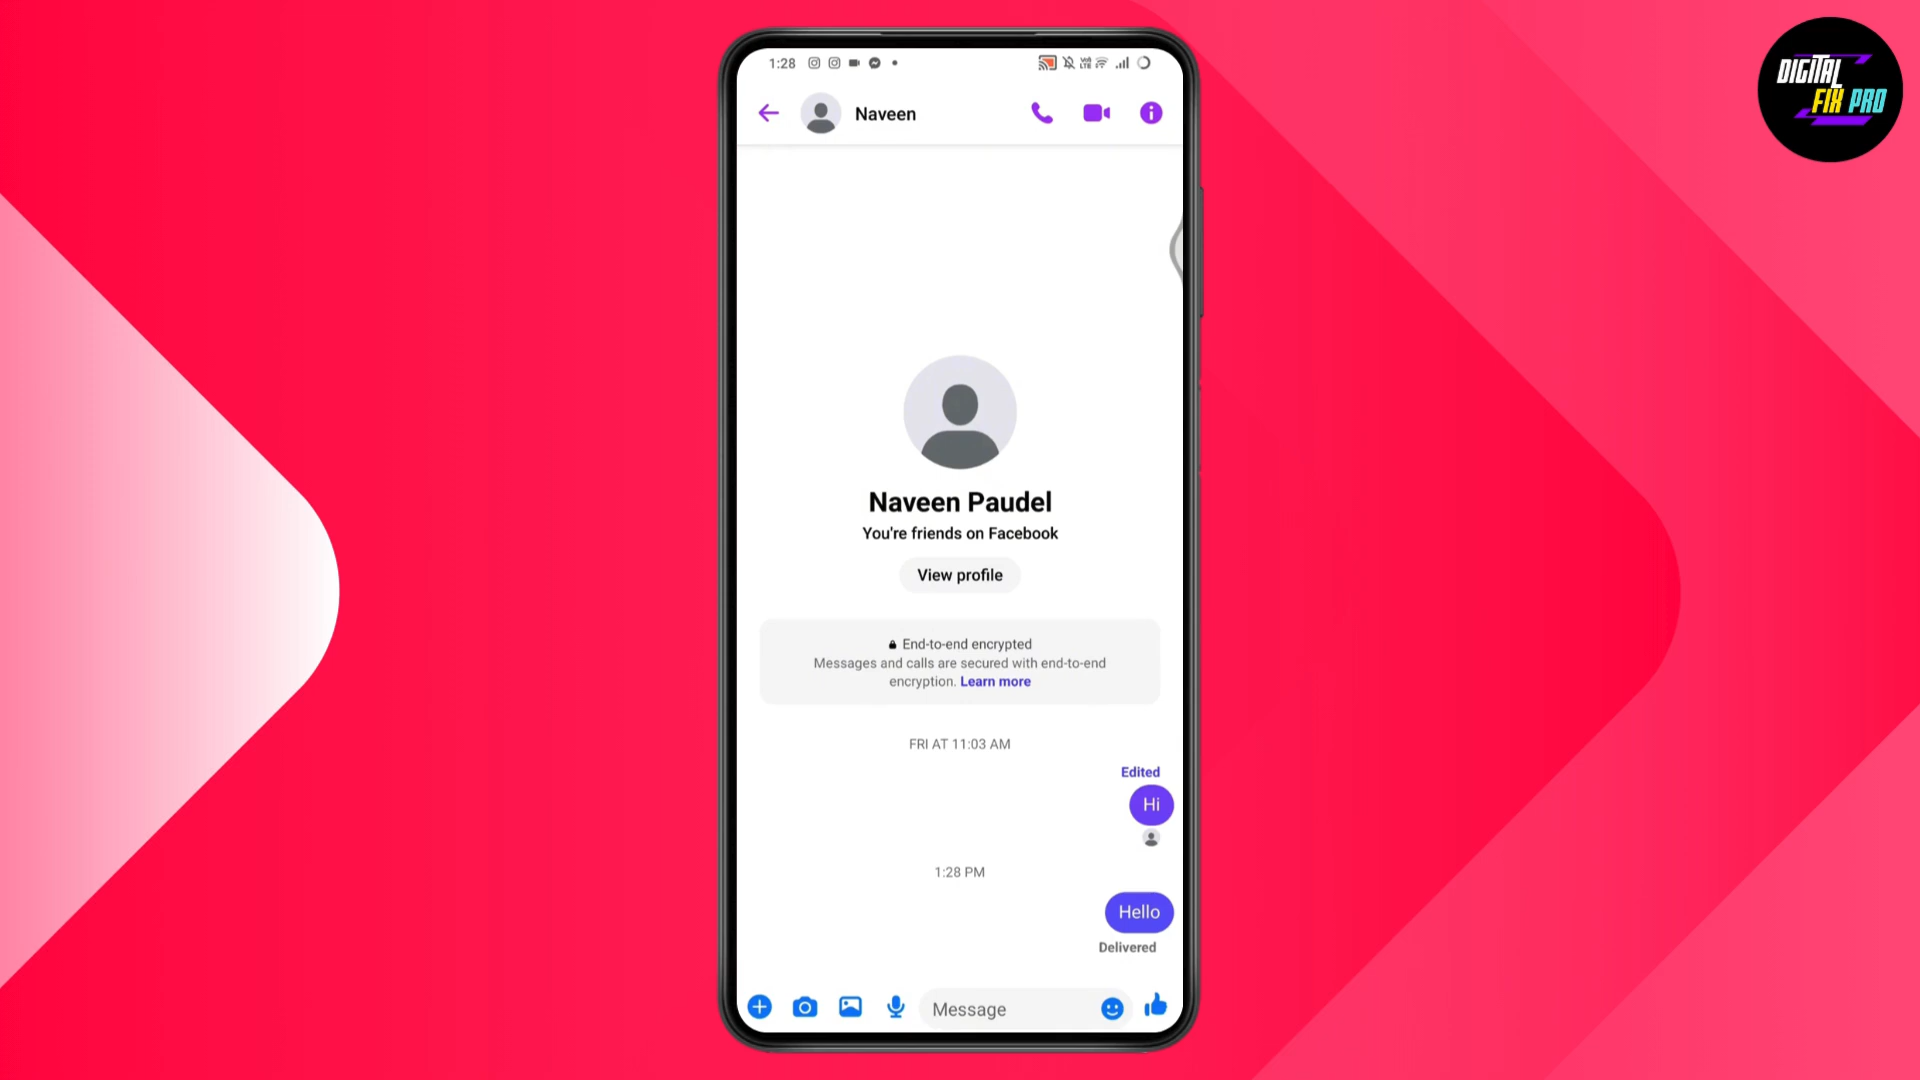 1:28
DIGITAL
FIX PRO
Naveen
Naveen Paudel
You're friends on Facebook
View profile
End-to-end encrypted
Messages and calls are secured with end-to-end
encryption. Learn more
FRI AT 11:03 AM
Edited
Hi
1:28 PM
Hello
Delivered
Message